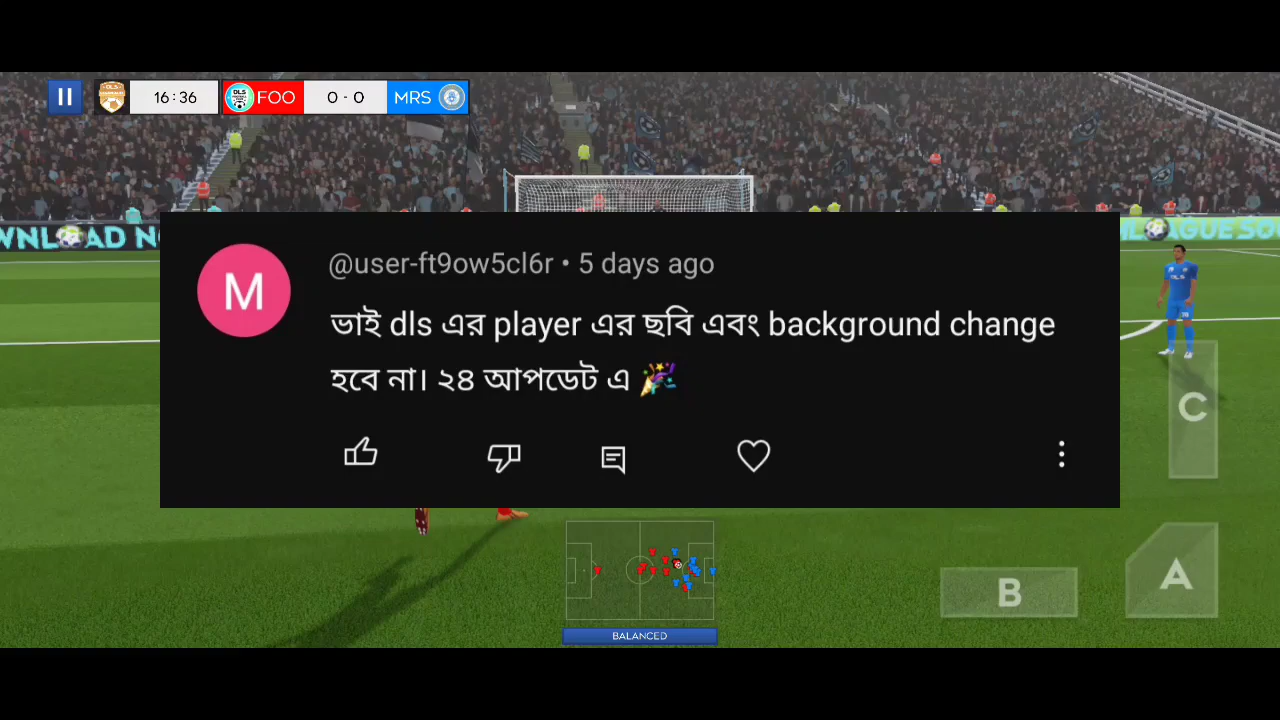 16:36 FOO 0 - 0 MRS
M
@user-ft9ow5cl6r • 5 days ago
ভাই dls এর player এর ছবি এবং background change
হবে না। ২৪ আপডেট এ 🎉
C
A
B
BALANCED